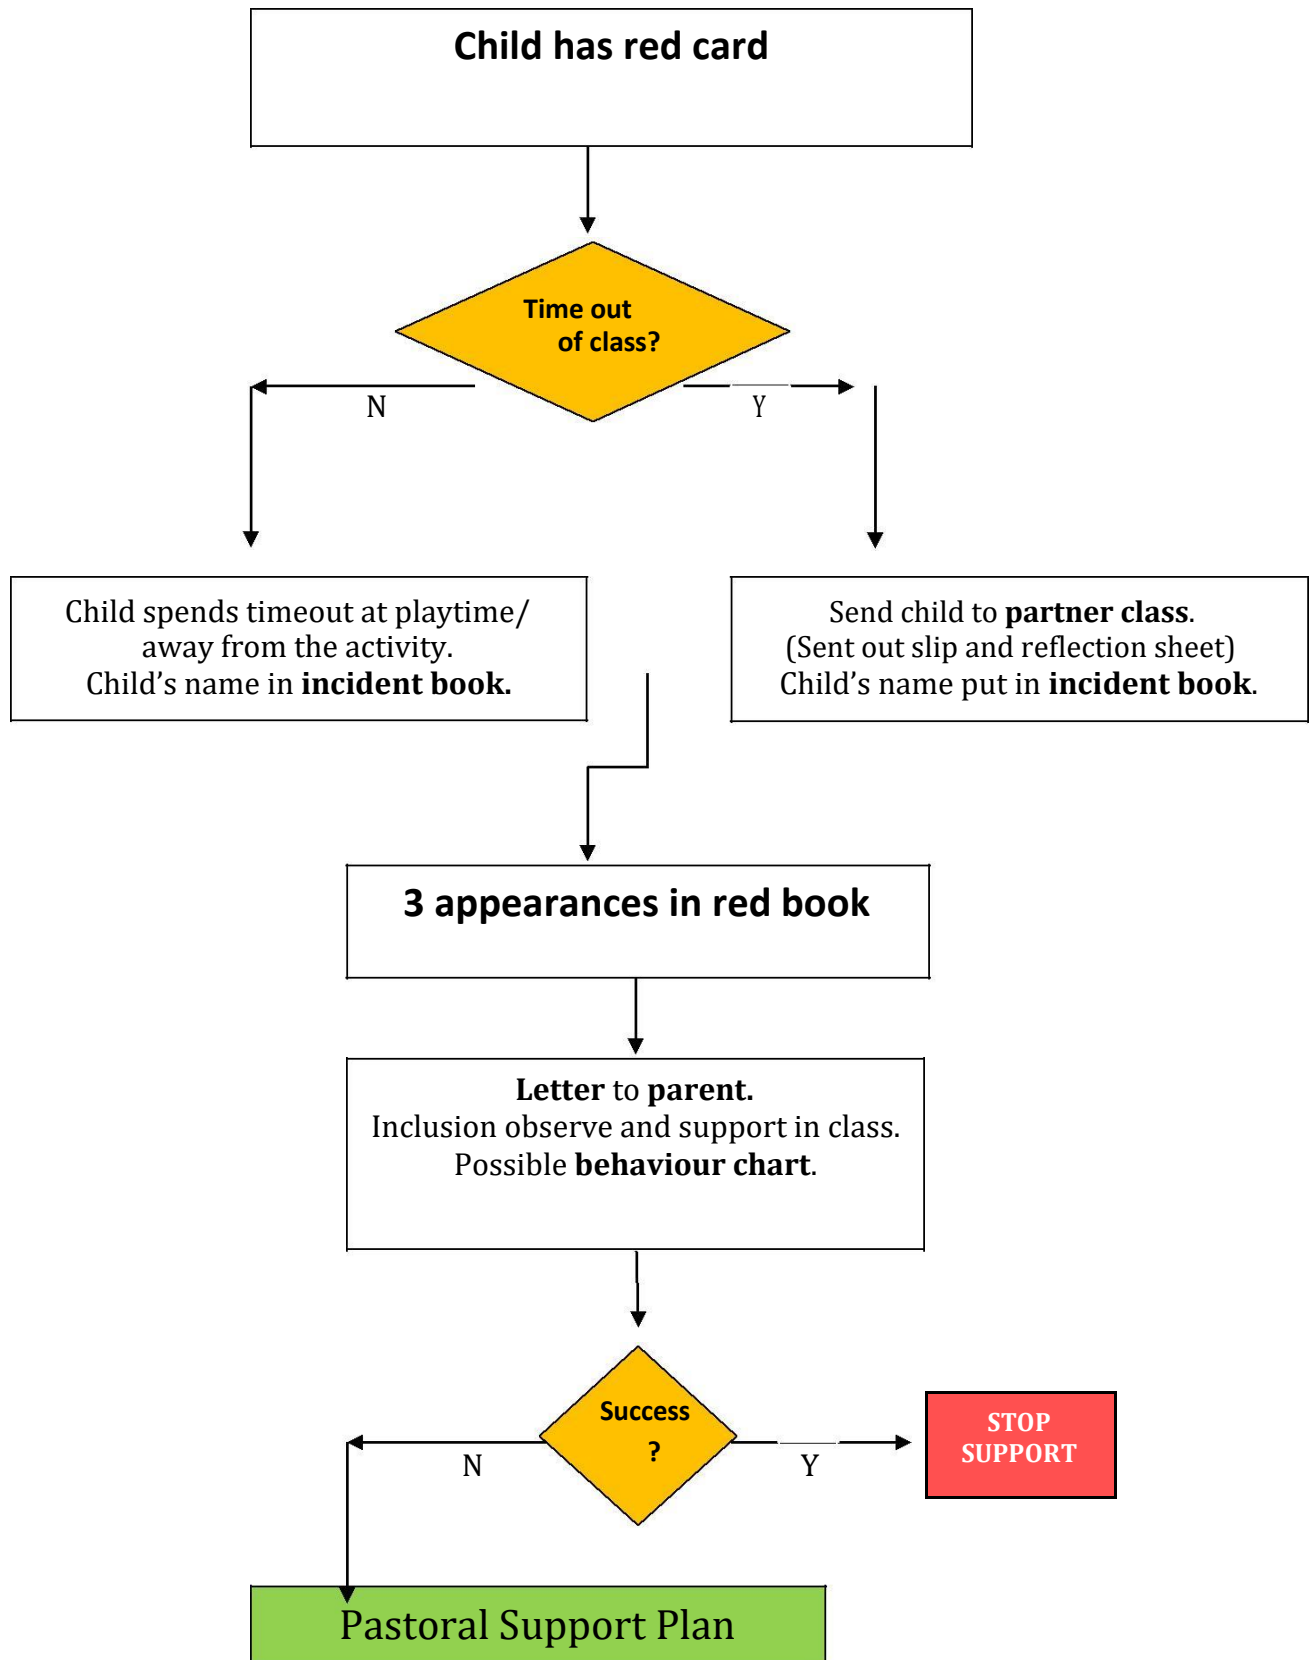 Child has red card
Time out
of class?
N
Y
Child spends timeout at playtime/
away from the activity.
Child’s name in incident book.
Send child to partner class.
(Sent out slip and reflection sheet)
Child’s name put in incident book.
3 appearances in red book
Letter to parent.
Inclusion observe and support in class.
Possible behaviour chart.
Success
?
N
Y
STOP
SUPPORT
Pastoral Support Plan